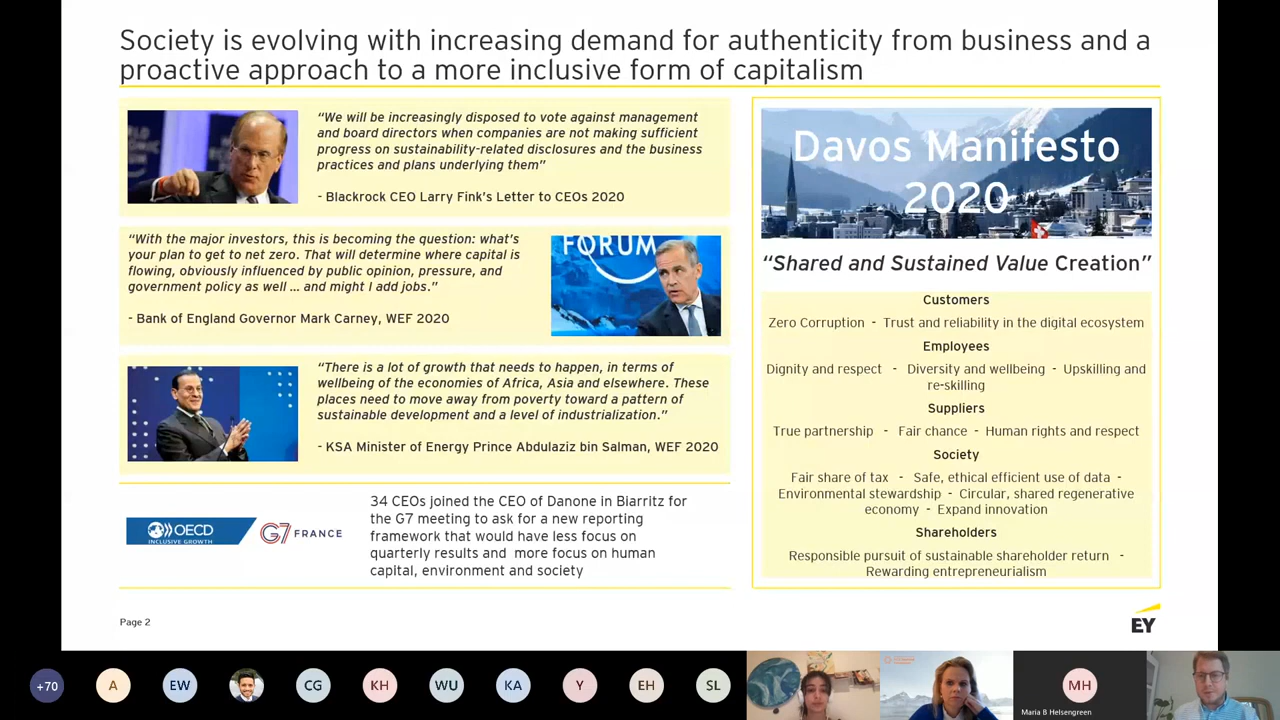 Society is evolving with increasing demand for authenticity from business and a
proactive approach to a more inclusive form of capitalism
“We will be increasingly disposed to vote against management
and board directors when companies are not making sufficient
progress on sustainability-related disclosures and the business
practices and plans underlying them”
- Blackrock CEO Larry Fink’s Letter to CEOs 2020
“With the major investors, this is becoming the question: what’s
your plan to get to net zero. That will determine where capital is
flowing, obviously influenced by public opinion, pressure, and
government policy as well … and might I add jobs.”
- Bank of England Governor Mark Carney, WEF 2020
FORUM
“There is a lot of growth that needs to happen, in terms of
wellbeing of the economies of Africa, Asia and elsewhere. These
places need to move away from poverty toward a pattern of
sustainable development and a level of industrialization.”
- KSA Minister of Energy Prince Abdulaziz bin Salman, WEF 2020
OECD
INCLUSIVE GROWTH
G7 FRANCE
34 CEOs joined the CEO of Danone in Biarritz for
the G7 meeting to ask for a new reporting
framework that would have less focus on
quarterly results and more focus on human
capital, environment and society
Davos Manifesto
2020
“Shared and Sustained Value Creation”
Customers
Zero Corruption - Trust and reliability in the digital ecosystem
Employees
Dignity and respect - Diversity and wellbeing - Upskilling and
re-skilling
Suppliers
True partnership - Fair chance - Human rights and respect
Society
Fair share of tax - Safe, ethical efficient use of data -
Environmental stewardship - Circular, shared regenerative
economy - Expand innovation
Shareholders
Responsible pursuit of sustainable shareholder return -
Rewarding entrepreneurialism
Page 2
EY
+70
A
EW
CG
KH
WU
KA
Y
EH
SL
MH
Maria B Helsengreen